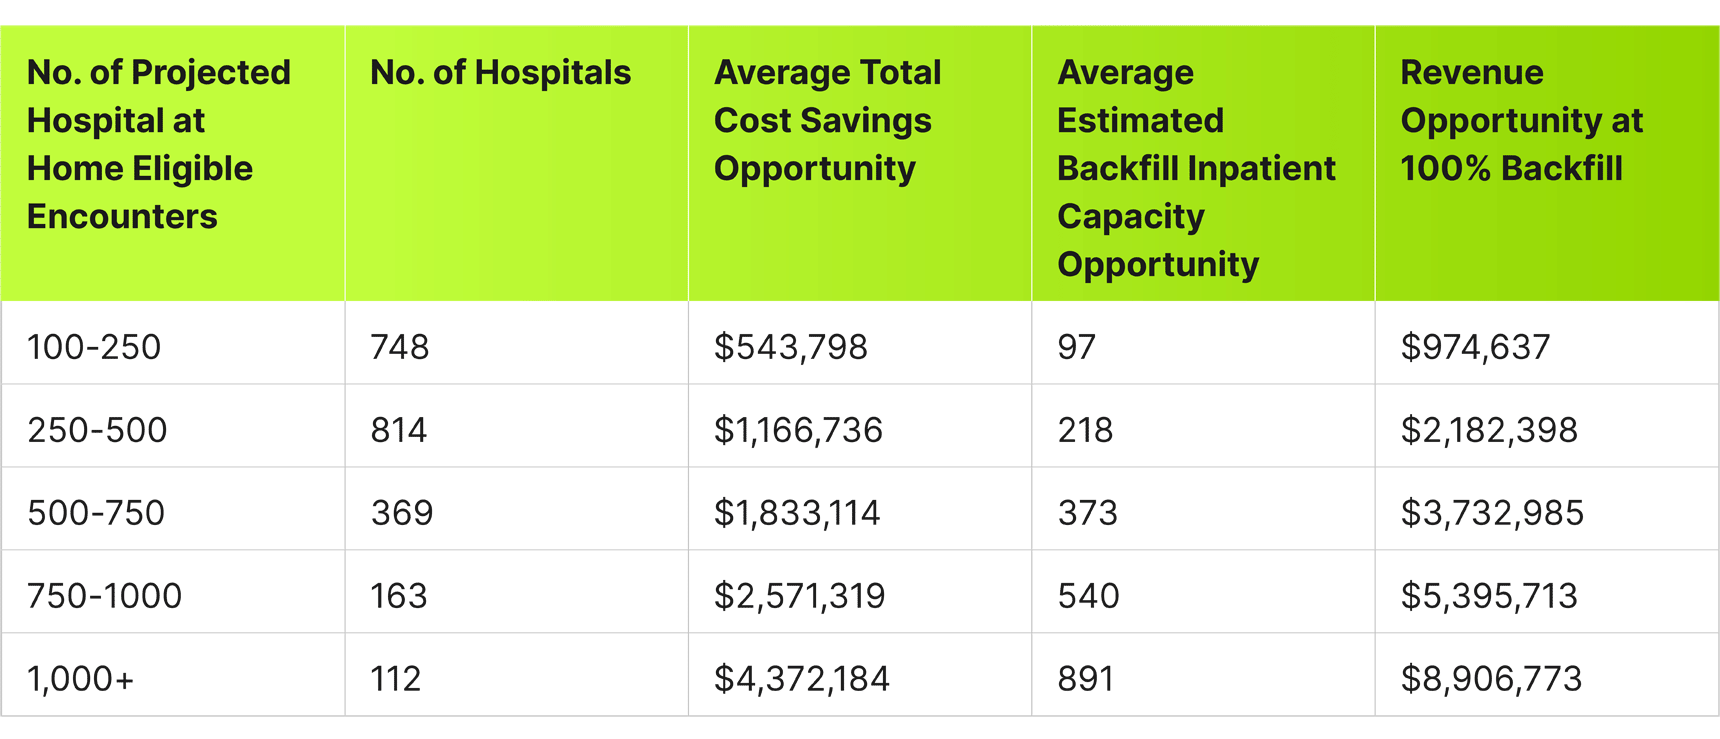 No. of Projected
Hospital at
Home Eligible
Encounters
No. of Hospitals
Average Total
Cost Savings
Opportunity
Average
Estimated
Backfill Inpatient
Capacity
Opportunity
Revenue
Opportunity at
100% Backfill
100-250 748 $543,798 97 $974,637
250-500 814 $1,166,736 218 $2,182,398
500-750 369 $1,833,114 373 $3,732,985
750-1000 163 $2,571,319 540 $5,395,713
1,000+ 112 $4,372,184 891 $8,906,773